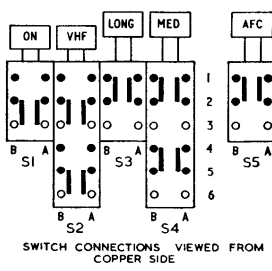 ON VHF LONG MED AFC
1
2
3
B A B A B A
S1 S3 S5
4
5
6
B A B A
S2 S4
SWITCH CONNECTIONS VIEWED FROM
COPPER SIDE